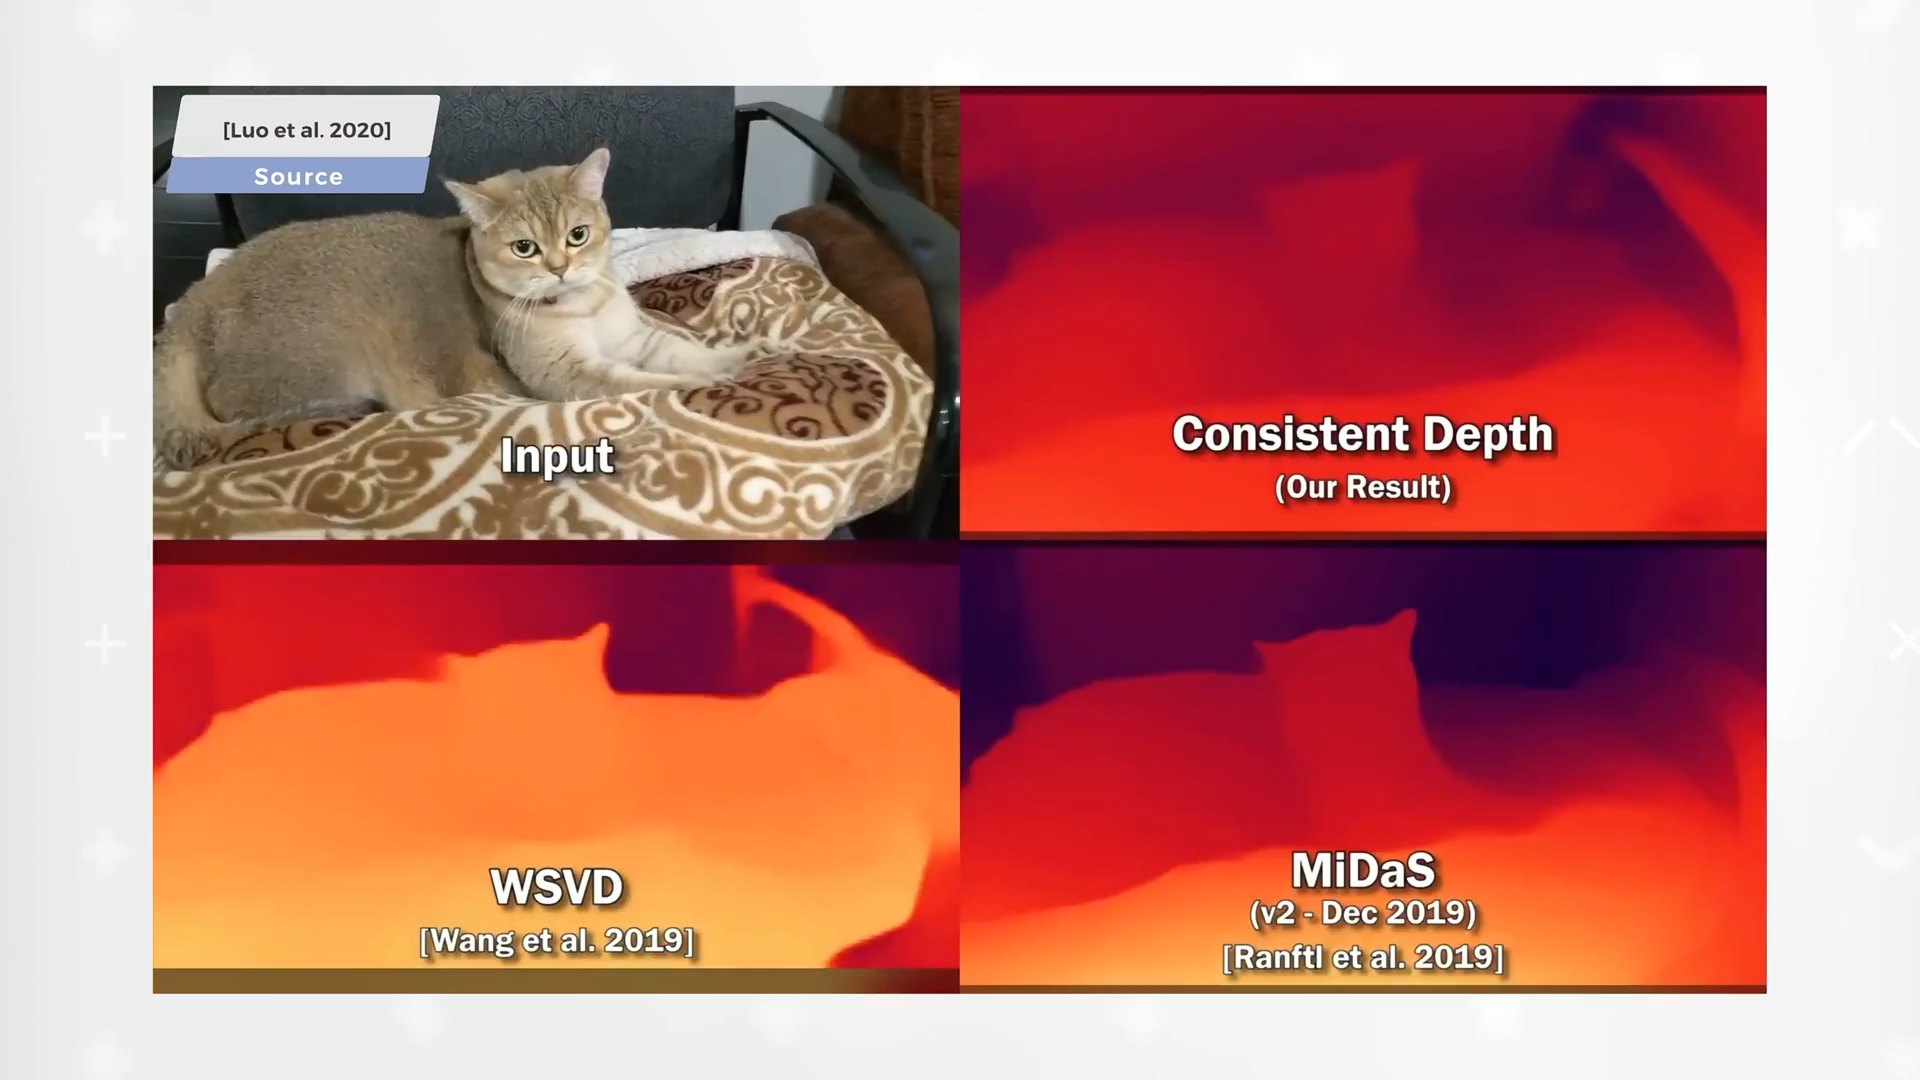 [Luo et al. 2020]
Source
Input
Consistent Depth
(Our Result)
WSVD
[Wang et al. 2019]
MiDaS
(v2 - Dec 2019)
[Ranftl et al. 2019]